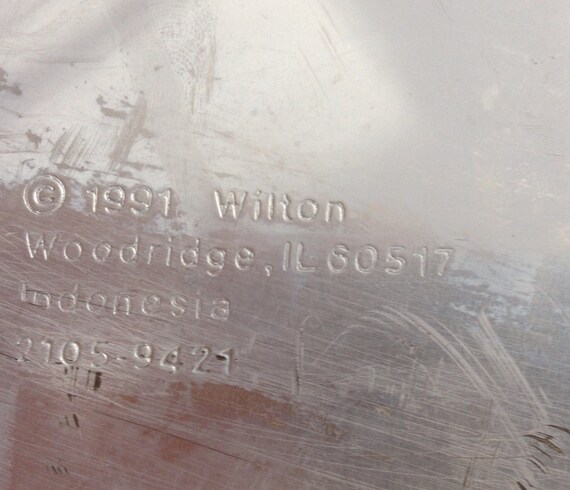 © 1991 Wilton
Woodridge, IL 60517
Indonesia
2105-9421